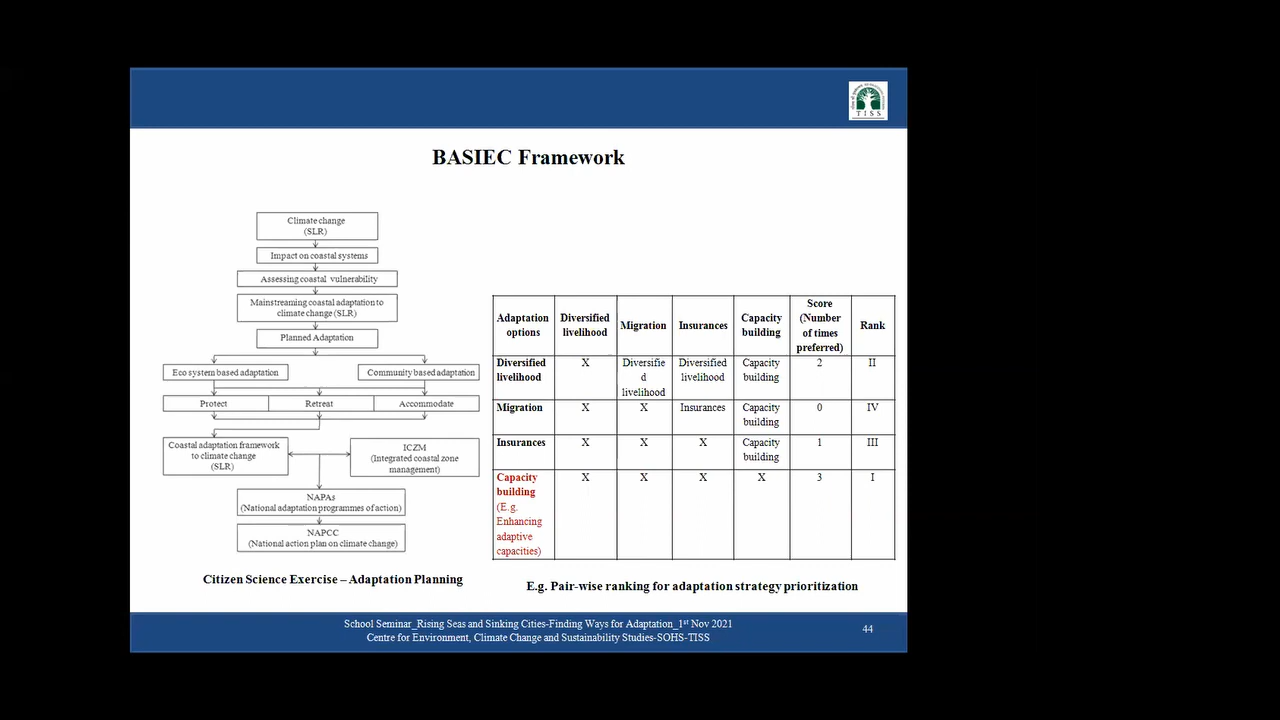 TISS
BASIEC Framework
Climate change
(SLR)
Impact on coastal systems
Assessing coastal vulnerability
Mainstreaming coastal adaptation to
climate change (SLR)
Planned Adaptation
Eco system based adaptation
Community based adaptation
Protect
Retreat
Accommodate
Coastal adaptation framework
to climate change
(SLR)
ICZM
(Integrated coastal zone
management)
NAPAs
(National adaptation programmes of action)
NAPCC
(National action plan on climate change)
Citizen Science Exercise – Adaptation Planning
Adaptation
options
Diversified
livelihood
Migration
Insurances
Capacity
building
Score
(Number
of times
preferred)
Rank
Diversified
livelihood
X
Diversifie
d
livelihood
Diversified
livelihood
Capacity
building
2
II
Migration
X
X
Insurances
Capacity
building
0
IV
Insurances
X
X
X
Capacity
building
1
III
Capacity
building
(E.g.
Enhancing
adaptive
capacities)
X
X
X
X
3
I
E.g. Pair-wise ranking for adaptation strategy prioritization
School Seminar_Rising Seas and Sinking Cities-Finding Ways for Adaptation_1st Nov 2021
Centre for Environment, Climate Change and Sustainability Studies-SOHS-TISS
44